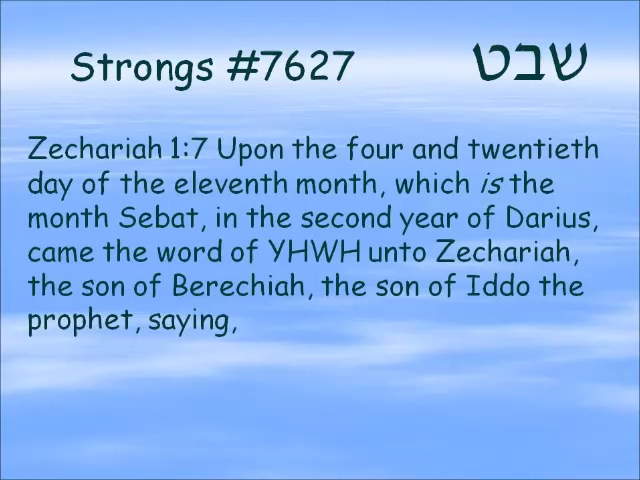 Strongs #7627 שבט
Zechariah 1:7 Upon the four and twentieth
day of the eleventh month, which is the
month Sebat, in the second year of Darius,
came the word of YHWH unto Zechariah,
the son of Berechiah, the son of Iddo the
prophet, saying,